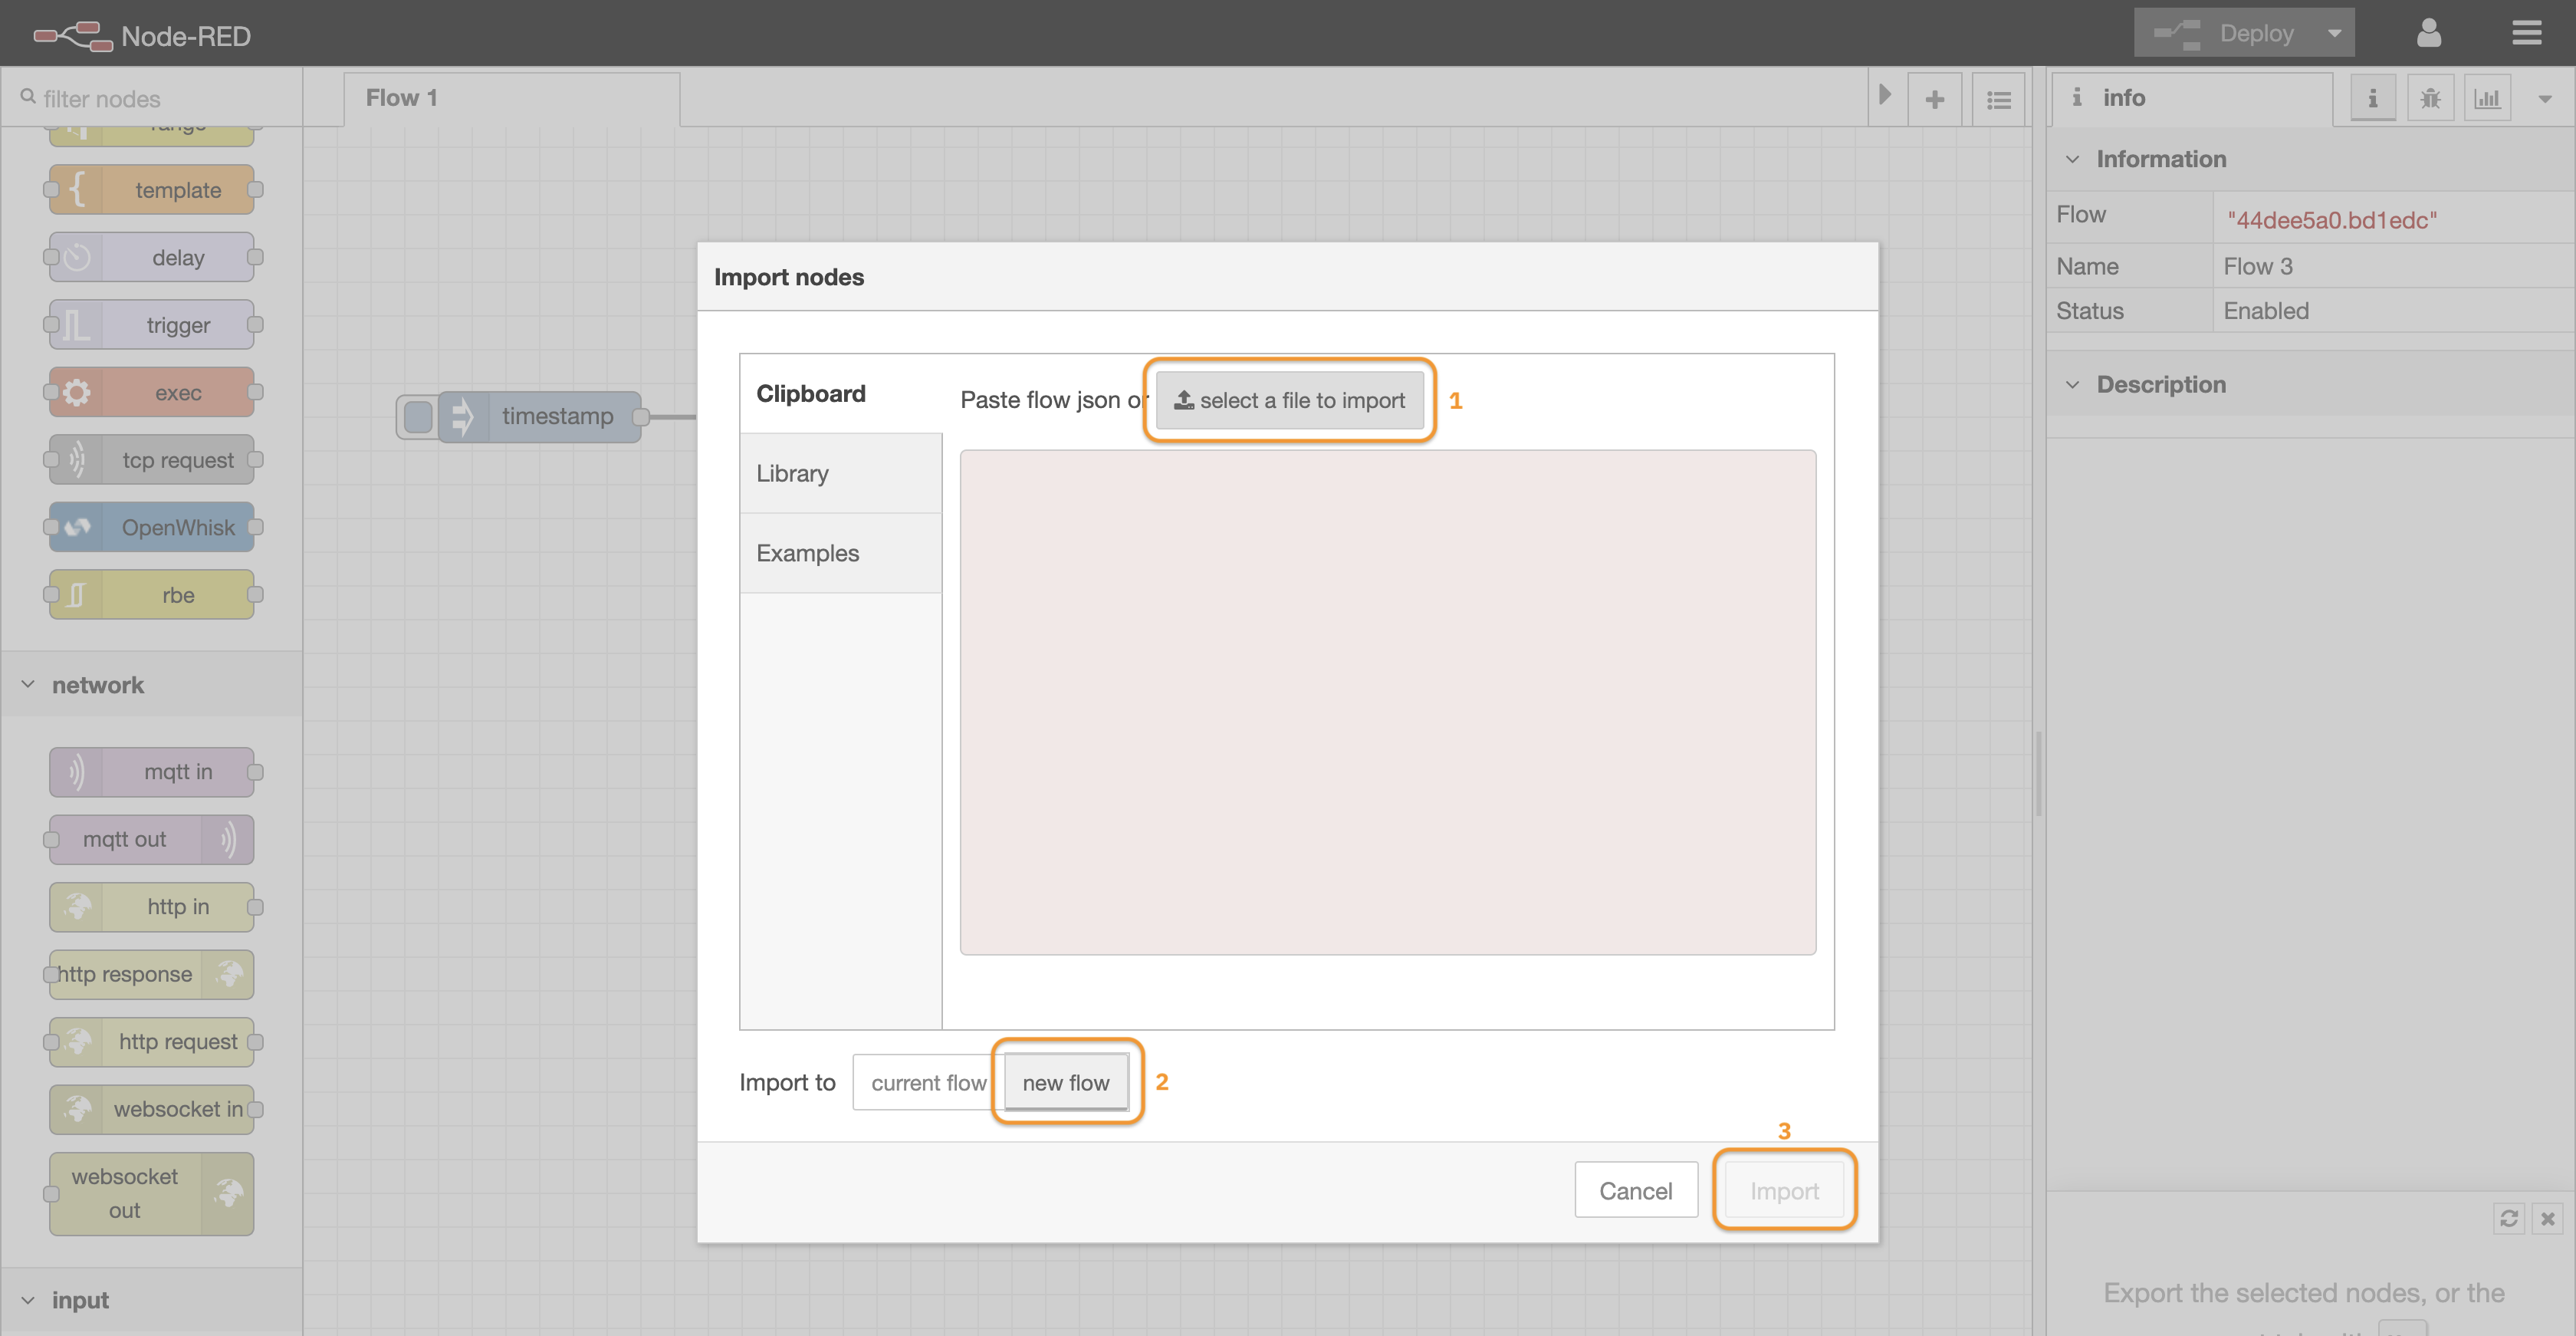 Node-RED
Deploy
filter nodes
Flow 1
info
range
template
delay
trigger
exec
tcp request
OpenWhisk
rbe
network
mqtt in
mqtt out
http in
http response
http request
websocket in
websocket
out
input
timestamp
Import nodes
Clipboard
Library
Examples
Paste flow json or select a file to import 1
Import to current flow new flow 2
3
Cancel Import
Information
Flow "44dee5a0.bd1edc"
Name Flow 3
Status Enabled
Description
Export the selected nodes, or the